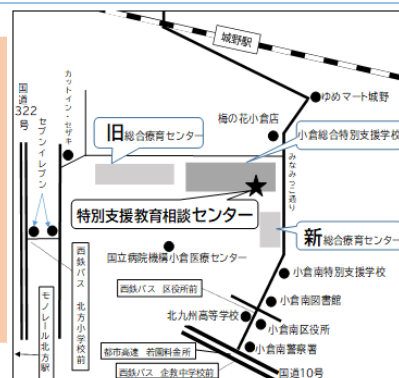 城野駅
ゆめマート城野
国道
322
号
セブンイレブン
カットイン・セザキ
梅の花小倉店
旧総合療育センター
小倉総合特別支援学校
みなみっこ通り
特別支援教育相談センター
新総合療育センター
国立病院機構小倉医療センター
西鉄バス 北方小学校前
モノレール北方駅
小倉南特別支援学校
西鉄バス 区役所前
小倉南図書館
北九州高等学校
小倉南区役所
都市高速 若園料金所
小倉南警察署
西鉄バス 企救中学校前
国道10号